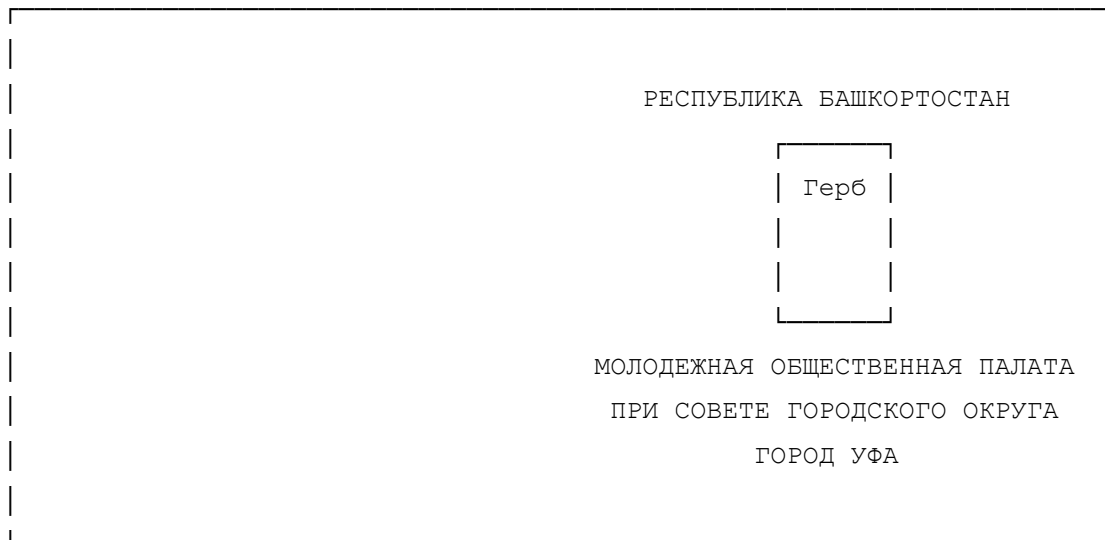 РЕСПУБЛИКА БАШКОРТОСТАН
Герб
МОЛОДЕЖНАЯ ОБЩЕСТВЕННАЯ ПАЛАТА
ПРИ СОВЕТЕ ГОРОДСКОГО ОКРУГА
ГОРОД УФА